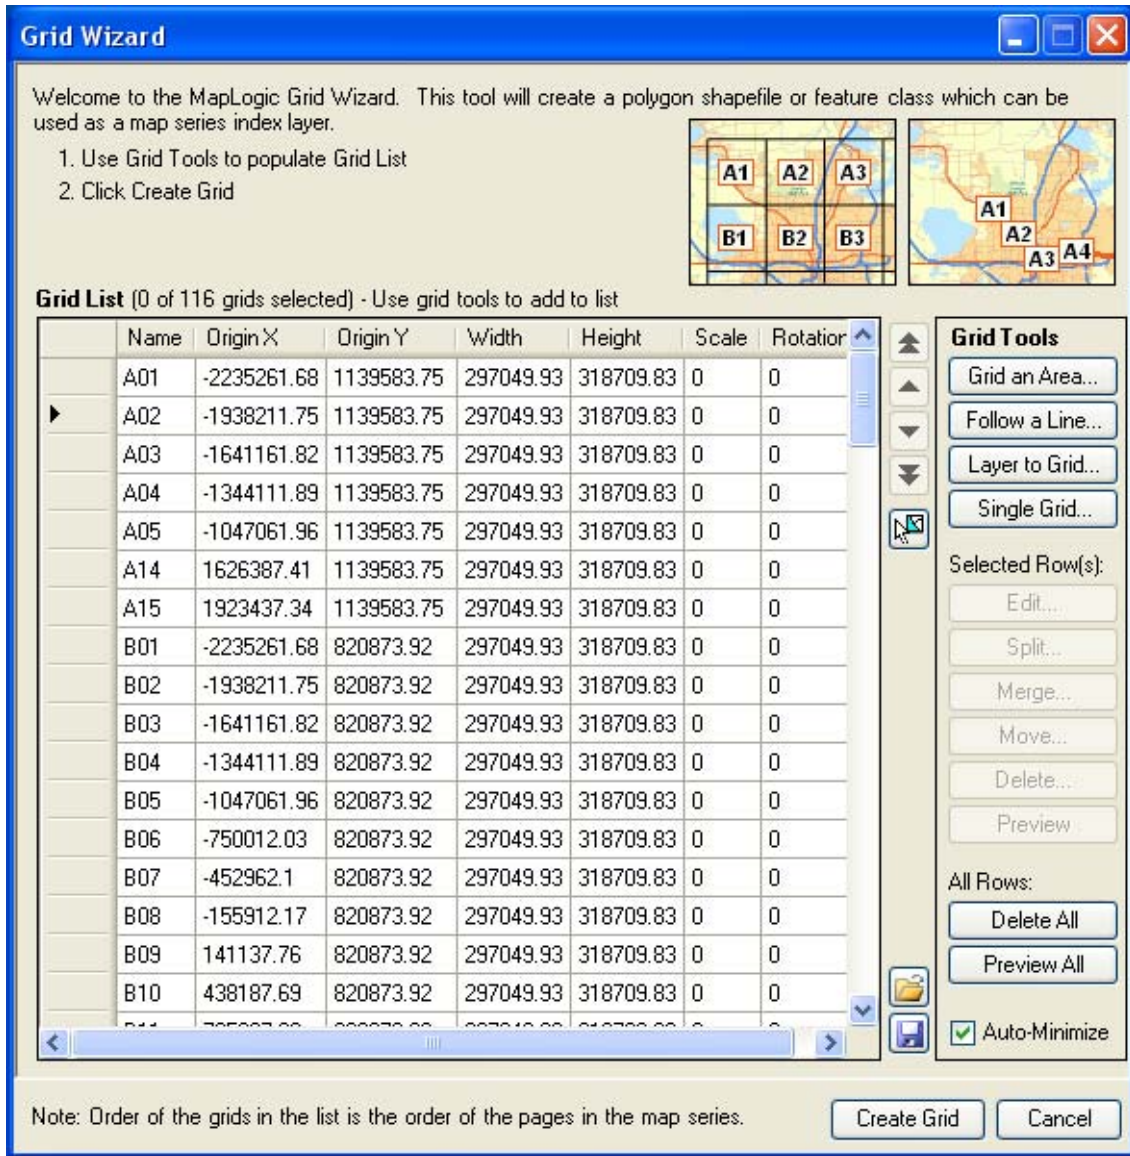 Grid Wizard
Welcome to the MapLogic Grid Wizard. This tool will create a polygon shapefile or feature class which can be
used as a map series index layer.
1. Use Grid Tools to populate Grid List
2. Click Create Grid
A1 A2 A3
B1 B2 B3
A1
A2
A3 A4
Grid List (0 of 116 grids selected) - Use grid tools to add to list
Name Origin X Origin Y Width Height Scale Rotation
A01 -2235261.68 1139583.75 297049.93 318709.83 0 0
A02 -1938211.75 1139583.75 297049.93 318709.83 0 0
A03 -1641161.82 1139583.75 297049.93 318709.83 0 0
A04 -1344111.89 1139583.75 297049.93 318709.83 0 0
A05 -1047061.96 1139583.75 297049.93 318709.83 0 0
A14 1626387.41 1139583.75 297049.93 318709.83 0 0
A15 1923437.34 1139583.75 297049.93 318709.83 0 0
B01 -2235261.68 820873.92 297049.93 318709.83 0 0
B02 -1938211.75 820873.92 297049.93 318709.83 0 0
B03 -1641161.82 820873.92 297049.93 318709.83 0 0
B04 -1344111.89 820873.92 297049.93 318709.83 0 0
B05 -1047061.96 820873.92 297049.93 318709.83 0 0
B06 -750012.03 820873.92 297049.93 318709.83 0 0
B07 -452962.1 820873.92 297049.93 318709.83 0 0
B08 -155912.17 820873.92 297049.93 318709.83 0 0
B09 141137.76 820873.92 297049.93 318709.83 0 0
B10 438187.69 820873.92 297049.93 318709.83 0 0
Grid Tools
Grid an Area...
Follow a Line...
Layer to Grid...
Single Grid...
Selected Row(s):
Edit...
Split...
Merge...
Move...
Delete...
Preview
All Rows:
Delete All
Preview All
Auto-Minimize
Note: Order of the grids in the list is the order of the pages in the map series.
Create Grid
Cancel